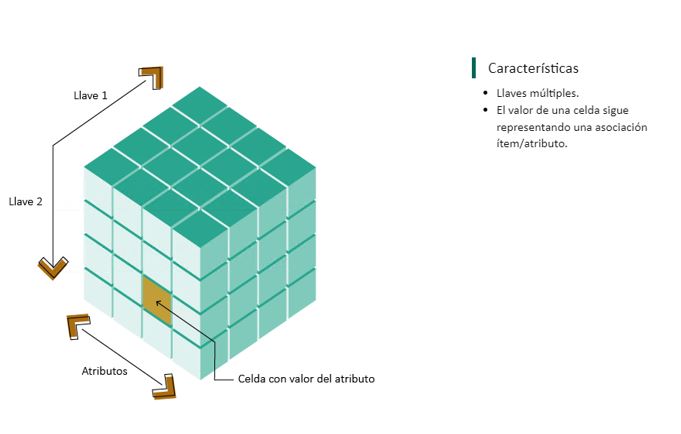 Llave 1
Llave 2
Atributos
Celda con valor del atributo
Características
• Llaves múltiples.
• El valor de una celda sigue
representando una asociación
ítem/atributo.